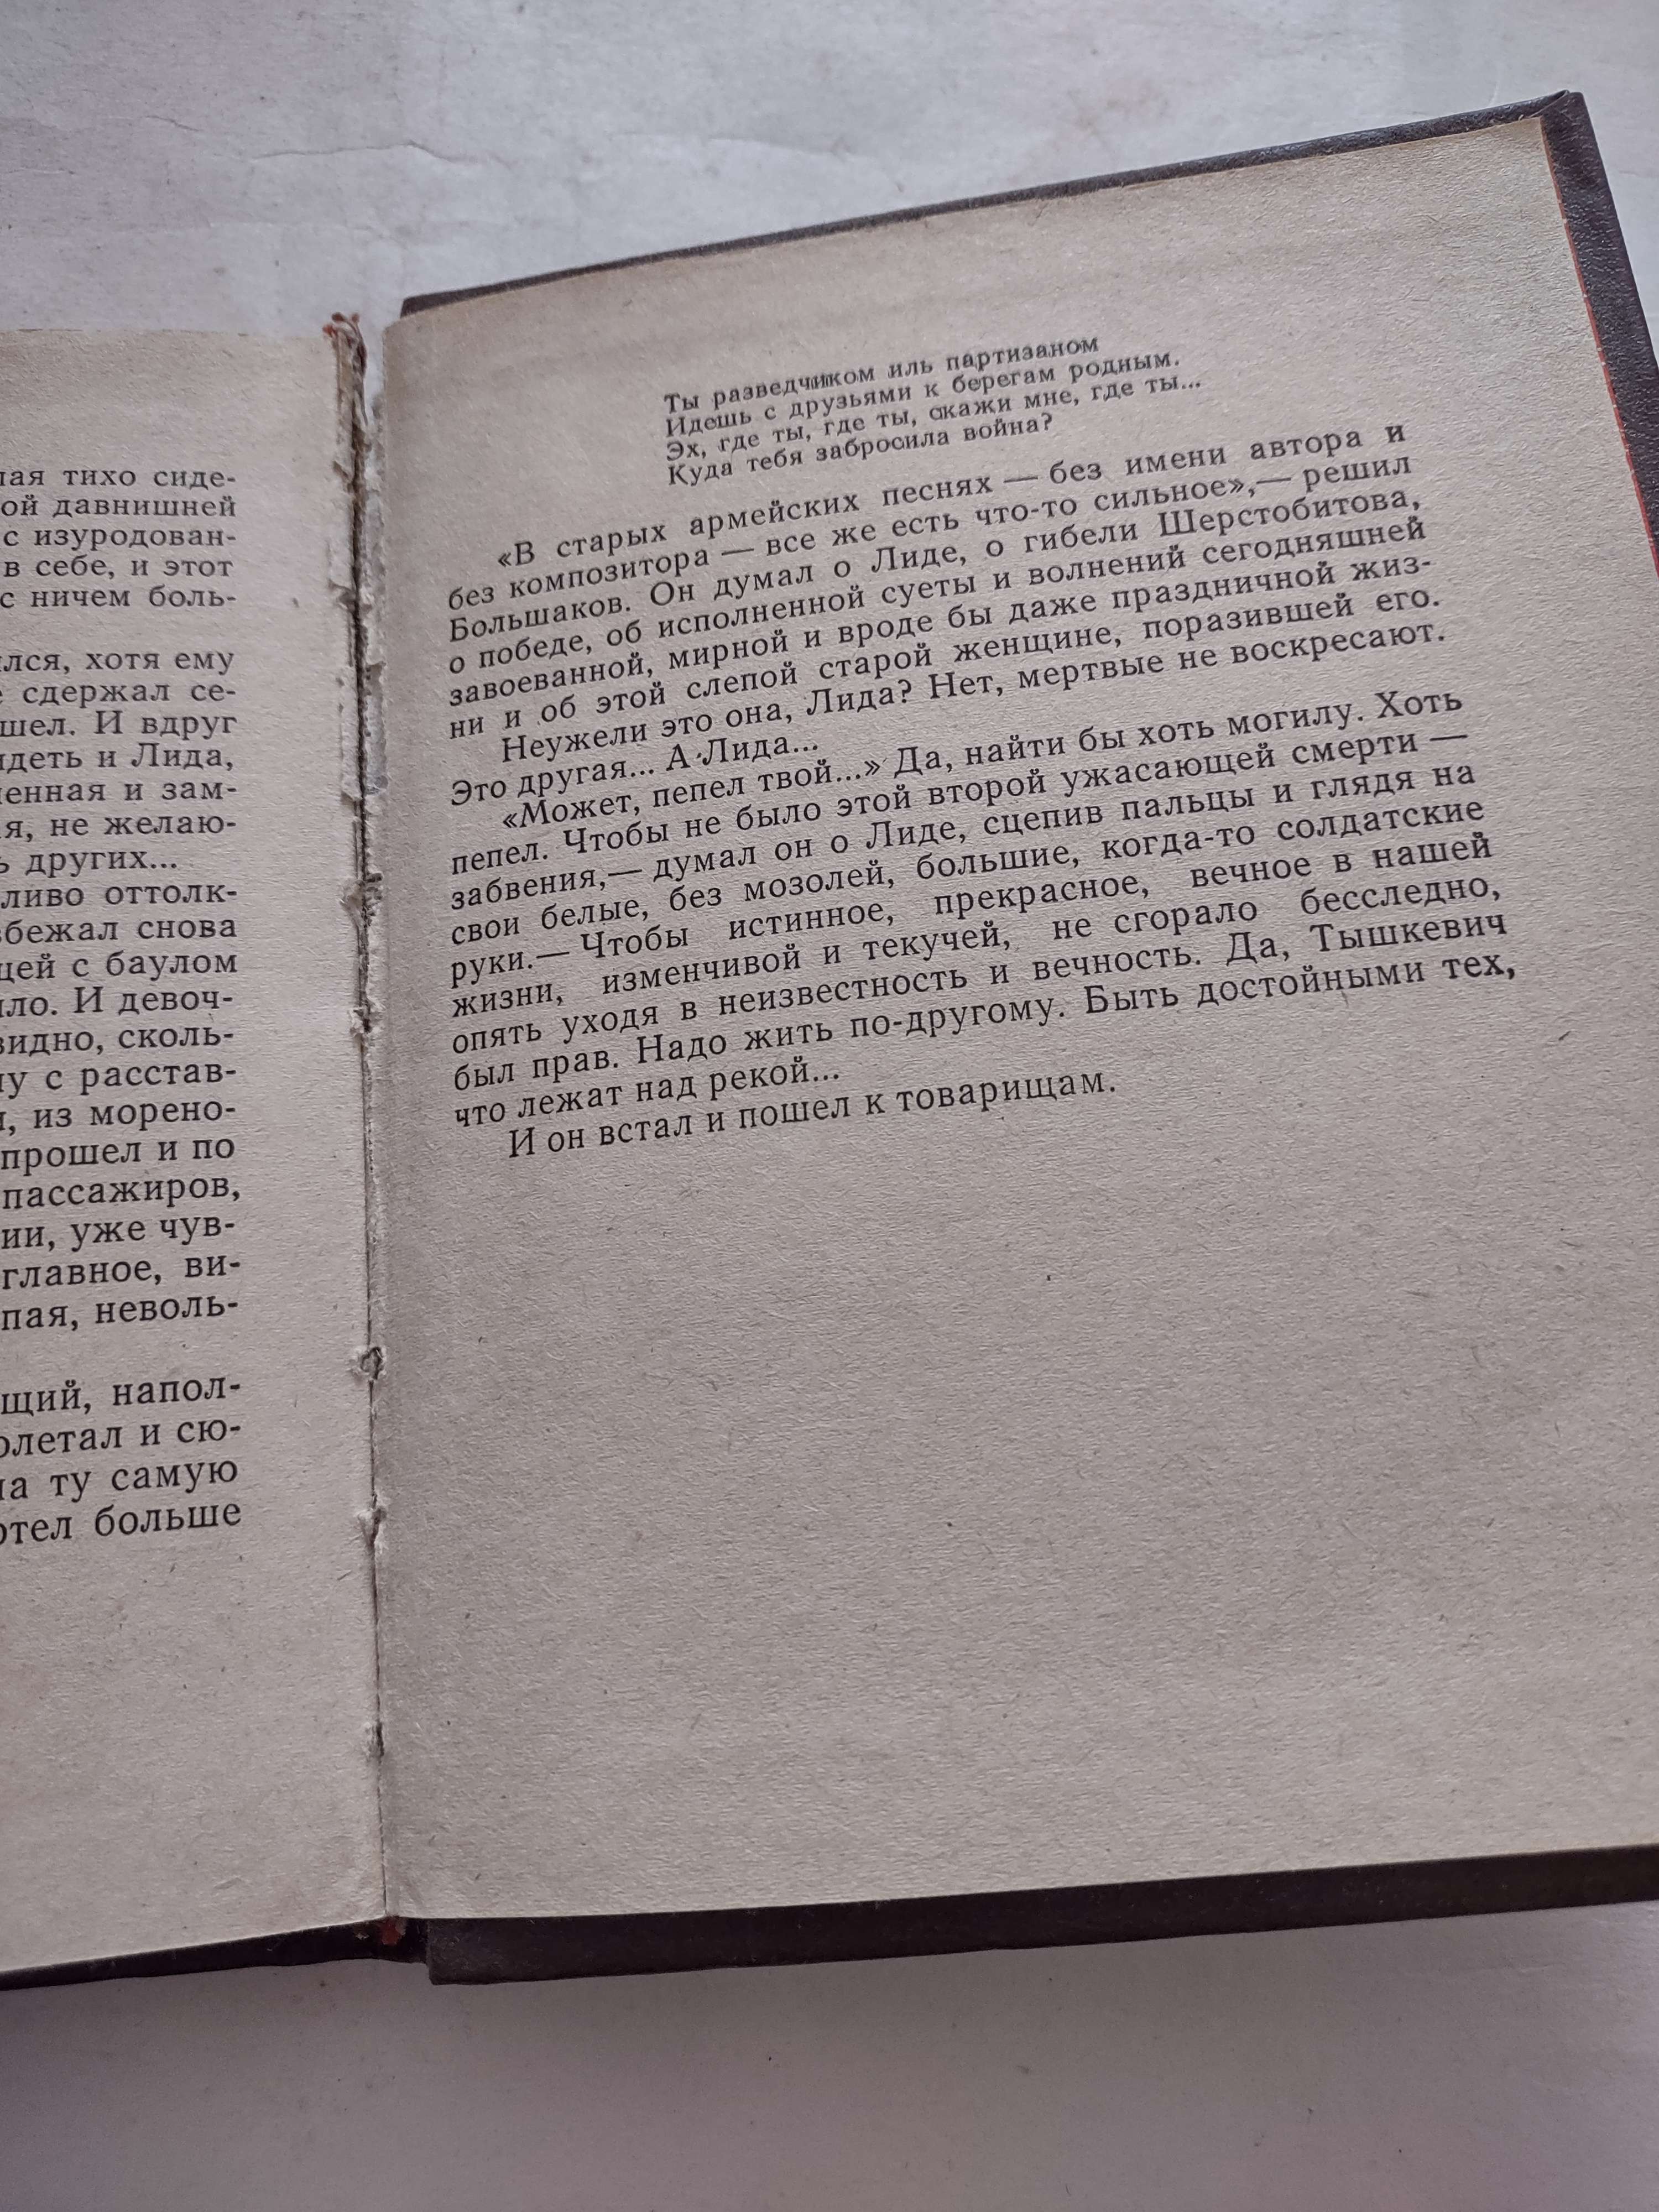 тихо сиде-
давнишней
с изуродован-
в себе, и этот
с ничем боль-
хотя ему
сдержал се-
И вдруг
и Лида,
и зам-
не желаю-
других...
оттолк-
снова
с баулом
И девоч-
сколь-
с расстав-
из морено-
прошел и по
пассажиров,
уже чув-
главное, ви-
неволь-
напол-
и сю-
ту самую
больше
Ты разведчиком иль партизаном
Идешь с друзьями к берегам родным.
Эх, где ты, где ты, скажи мне, где ты...
Куда тебя забросила война?
«В старых армейских песнях — без имени автора и
без композитора — все же есть что-то сильное»,— решил
Большаков. Он думал о Лиде, о гибели Шерстобитова,
о победе, об исполненной суеты и волнений сегодняшней
завоеванной, мирной и вроде бы даже праздничной жиз-
ни и об этой слепой старой женщине, поразившей его.
Неужели это она, Лида? Нет, мертвые не воскресают.
Это другая... А Лида...
«Может, пепел твой...» Да, найти бы хоть могилу. Хоть
пепел. Чтобы не было этой второй ужасающей смерти —
забвения,— думал он о Лиде, сцепив пальцы и глядя на
свои белые, без мозолей, большие, когда-то солдатские
руки.— Чтобы истинное, прекрасное, вечное в нашей
жизни, изменчивой и текучей, не сгорало бесследно,
опять уходя в неизвестность и вечность. Да, Тышкевич
был прав. Надо жить по-другому. Быть достойными тех,
что лежат над рекой...
И он встал и пошел к товарищам.